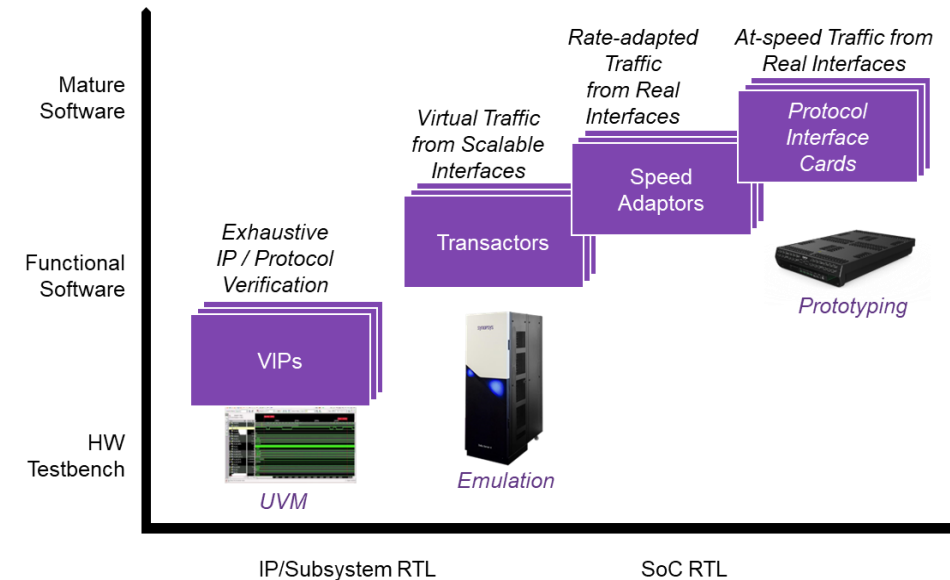 Rate-adapted
Traffic
from Real
Interfaces
At-speed Traffic from
Real Interfaces
Mature
Software
Protocol
Interface
Cards
Virtual Traffic
from Scalable
Interfaces
Speed
Adaptors
Exhaustive
IP / Protocol
Verification
Transactors
Functional
Software
Prototyping
VIPs
SYNOPSYS
HW
Testbench
Emulation
UVM
IP/Subsystem RTL
SoC RTL